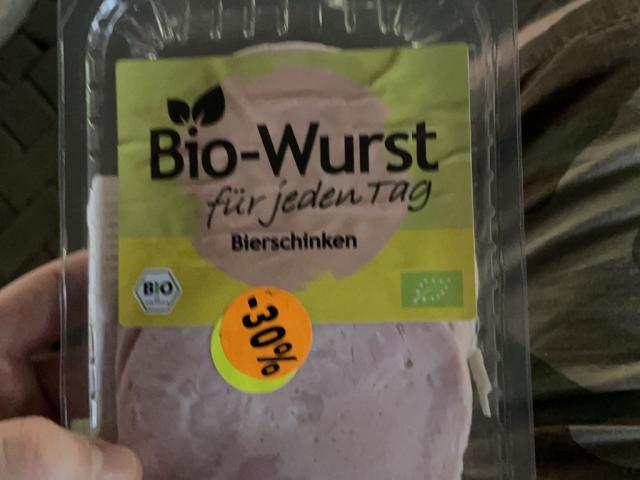 Bio-Wurst
für jeden Tag
Bierschinken
BIO
-30%